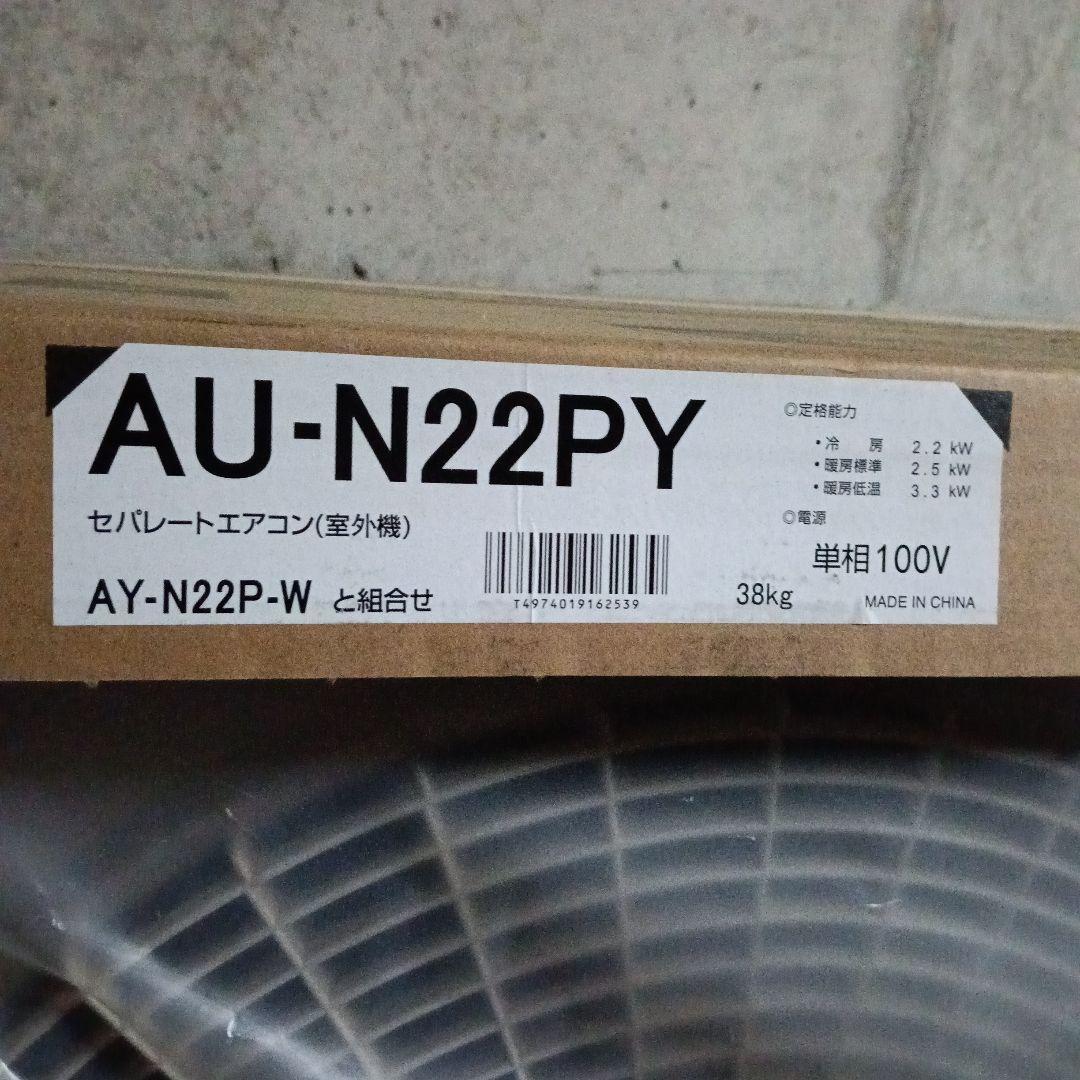 AU-N22PY
セパレートエアコン(室外機)
AY-N22P-W と組合せ
T4974019162539
◎定格能力
・冷 房 2.2 kW
・暖房標準 2.5 kW
・暖房低温 3.3 kW
◎電源
単相100V
38kg
MADE IN CHINA